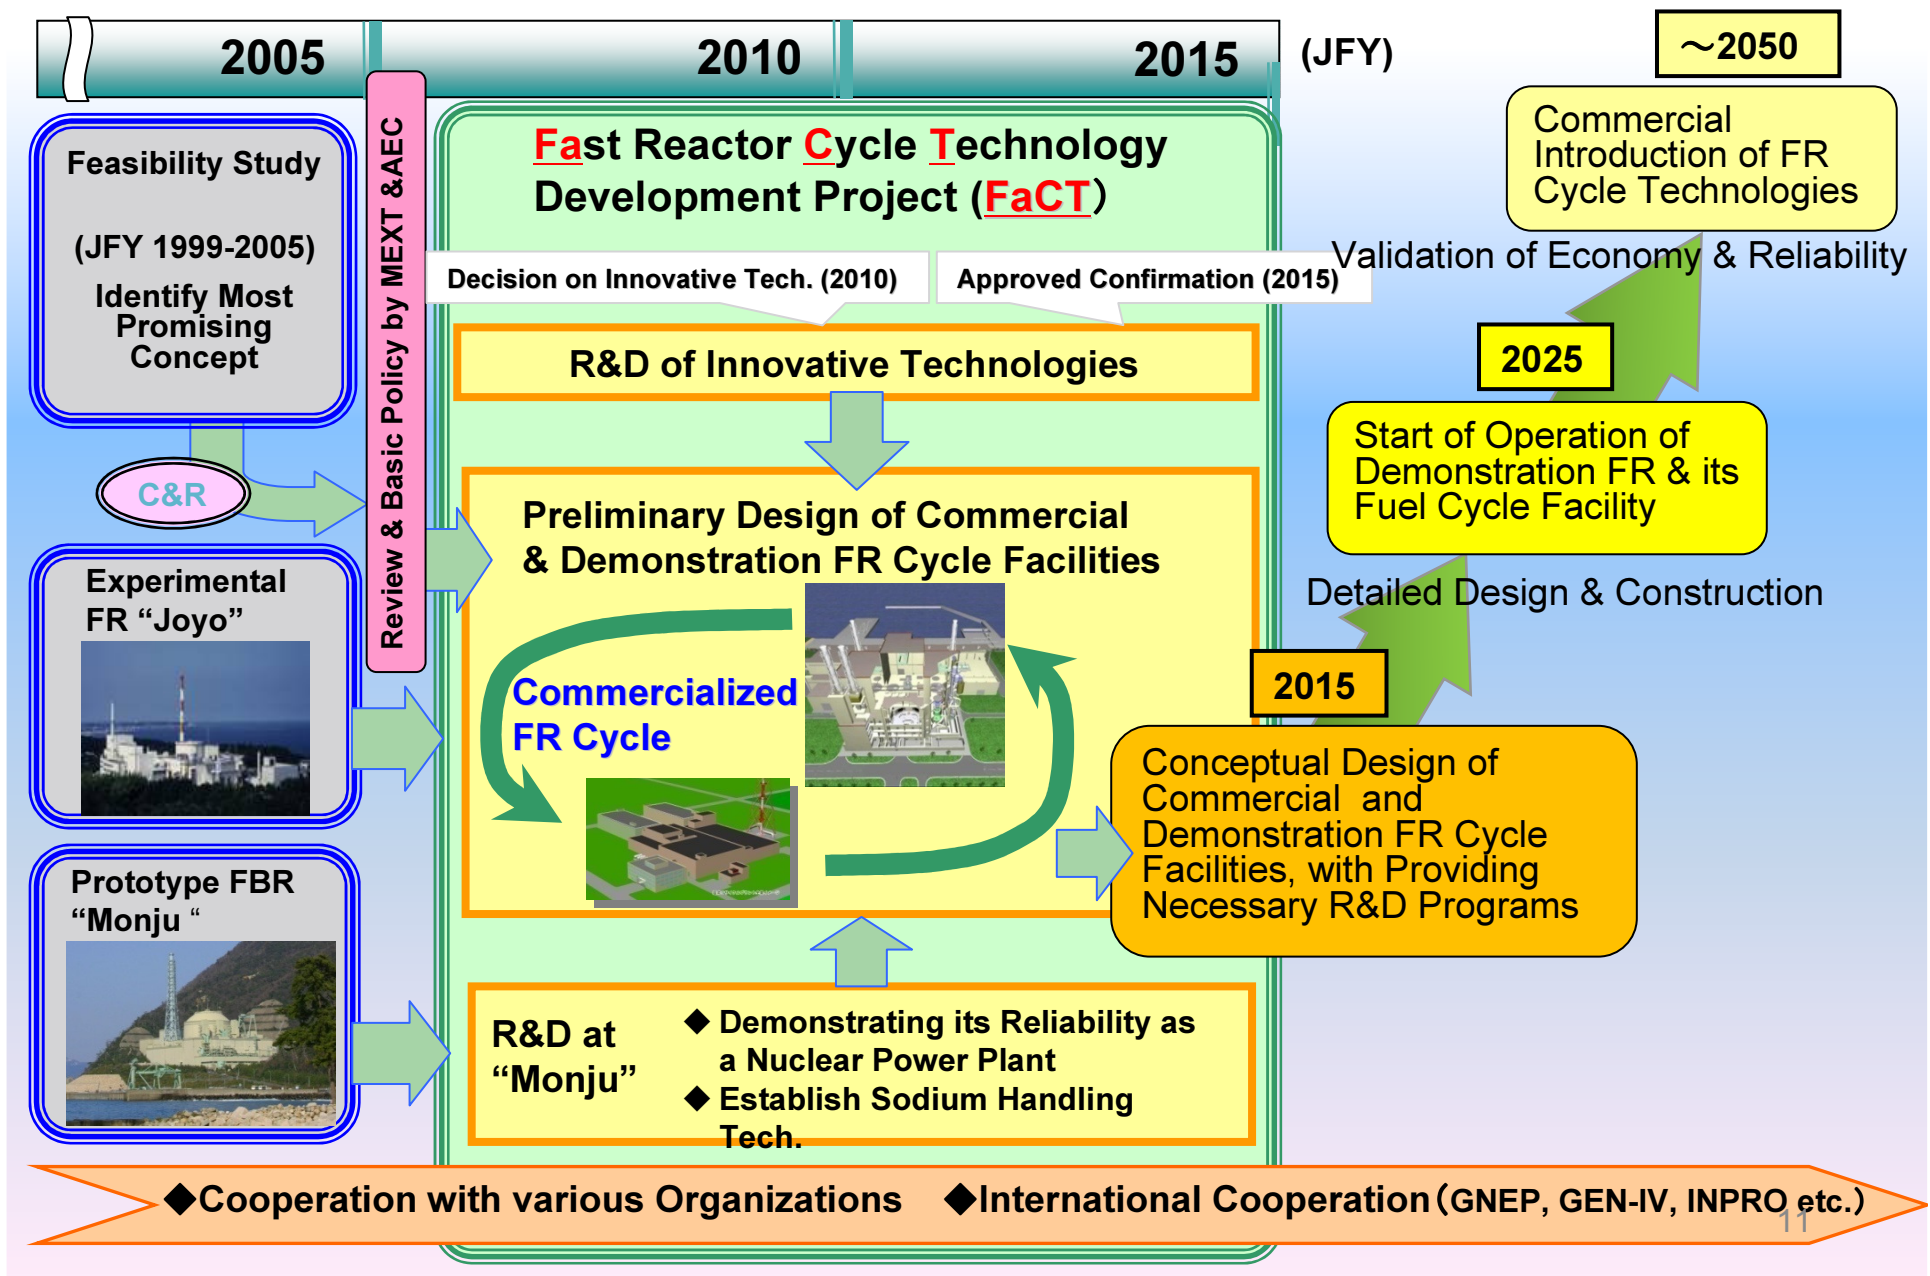 2005
2010
2015
(JFY)
～2050
Feasibility Study
(JFY 1999-2005)
Identify Most
Promising
Concept
C&R
Experimental
FR “Joyo”
Prototype FBR
“Monju “
Review & Basic Policy by MEXT &AEC
Fast Reactor Cycle Technology
Development Project (FaCT）
Decision on Innovative Tech. (2010)
Approved Confirmation (2015)
R&D of Innovative Technologies
Preliminary Design of Commercial
& Demonstration FR Cycle Facilities
Commercialized
FR Cycle
R&D at
“Monju”
◆ Demonstrating its Reliability as
a Nuclear Power Plant
◆ Establish Sodium Handling
Tech.
Commercial
Introduction of FR
Cycle Technologies
Validation of Economy & Reliability
2025
Start of Operation of
Demonstration FR & its
Fuel Cycle Facility
Detailed Design & Construction
2015
Conceptual Design of
Commercial and
Demonstration FR Cycle
Facilities, with Providing
Necessary R&D Programs
◆Cooperation with various Organizations ◆International Cooperation（GNEP, GEN-IV, INPRO etc.）
11